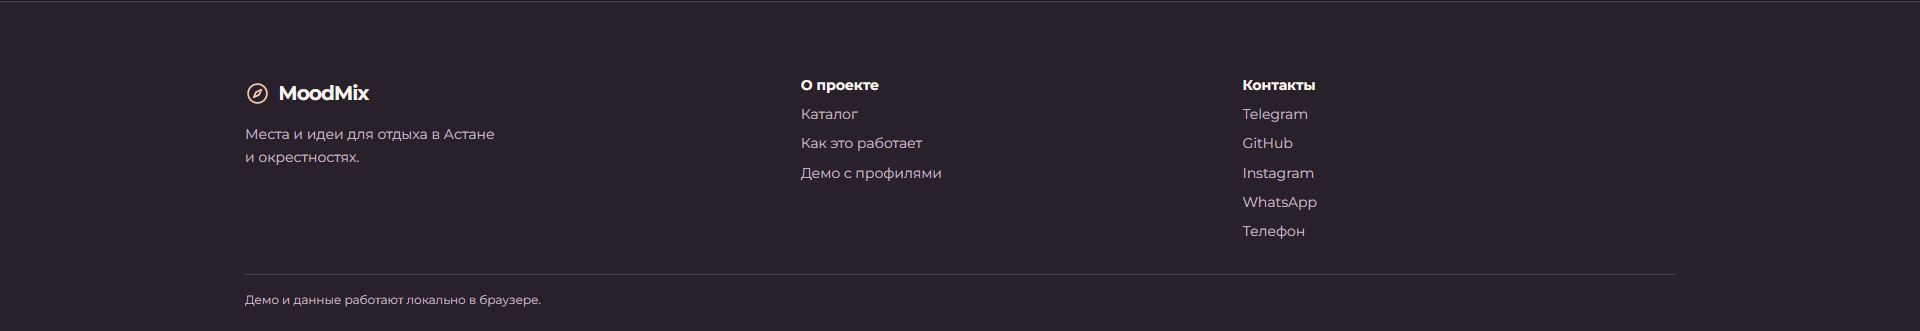 MoodMix
Места и идеи для отдыха в Астане
и окрестностях.
О проекте
Каталог
Как это работает
Демо с профилями
Контакты
Telegram
GitHub
Instagram
WhatsApp
Телефон
Демо и данные работают локально в браузере.